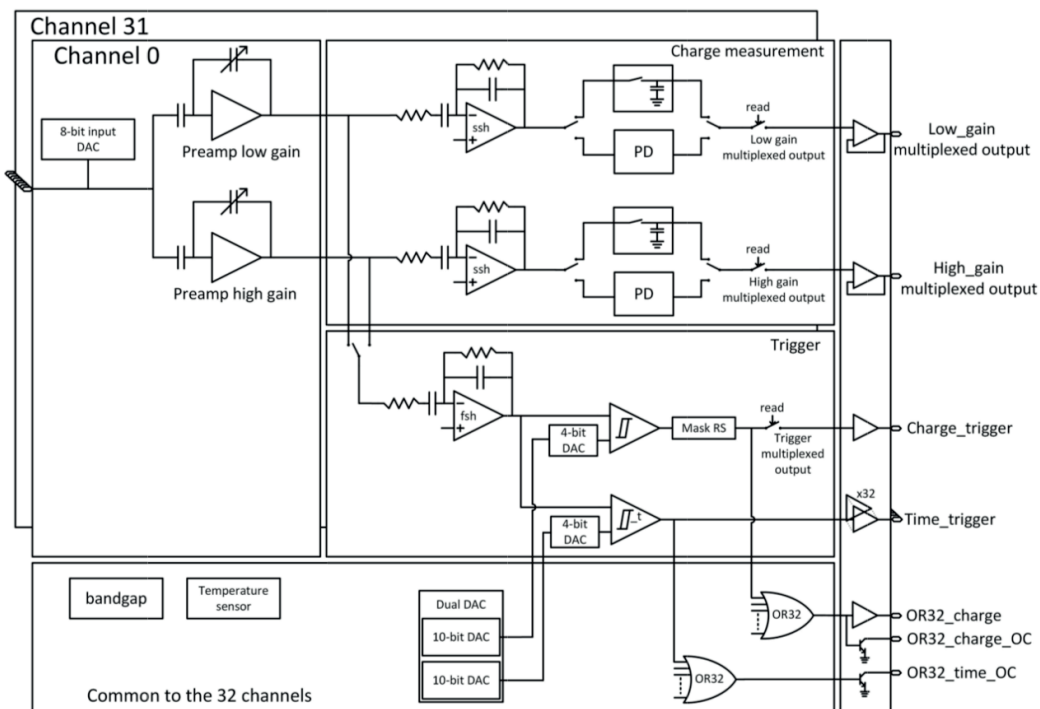 Channel 31
Channel 0
Charge measurement
8-bit input
DAC
Preamp low gain
ssh
PD
read
Low gain
multiplexed output
Low_gain
multiplexed output
Preamp high gain
ssh
PD
read
High gain
multiplexed output
High_gain
multiplexed output
Trigger
fsh
4-bit
DAC
Mask RS
read
Trigger
multiplexed
output
Charge_trigger
4-bit
DAC
_t
x32
Time_trigger
bandgap
Temperature
sensor
Dual DAC
10-bit DAC
10-bit DAC
OR32
OR32_charge
OR32_charge_OC
OR32
OR32_time_OC
Common to the 32 channels